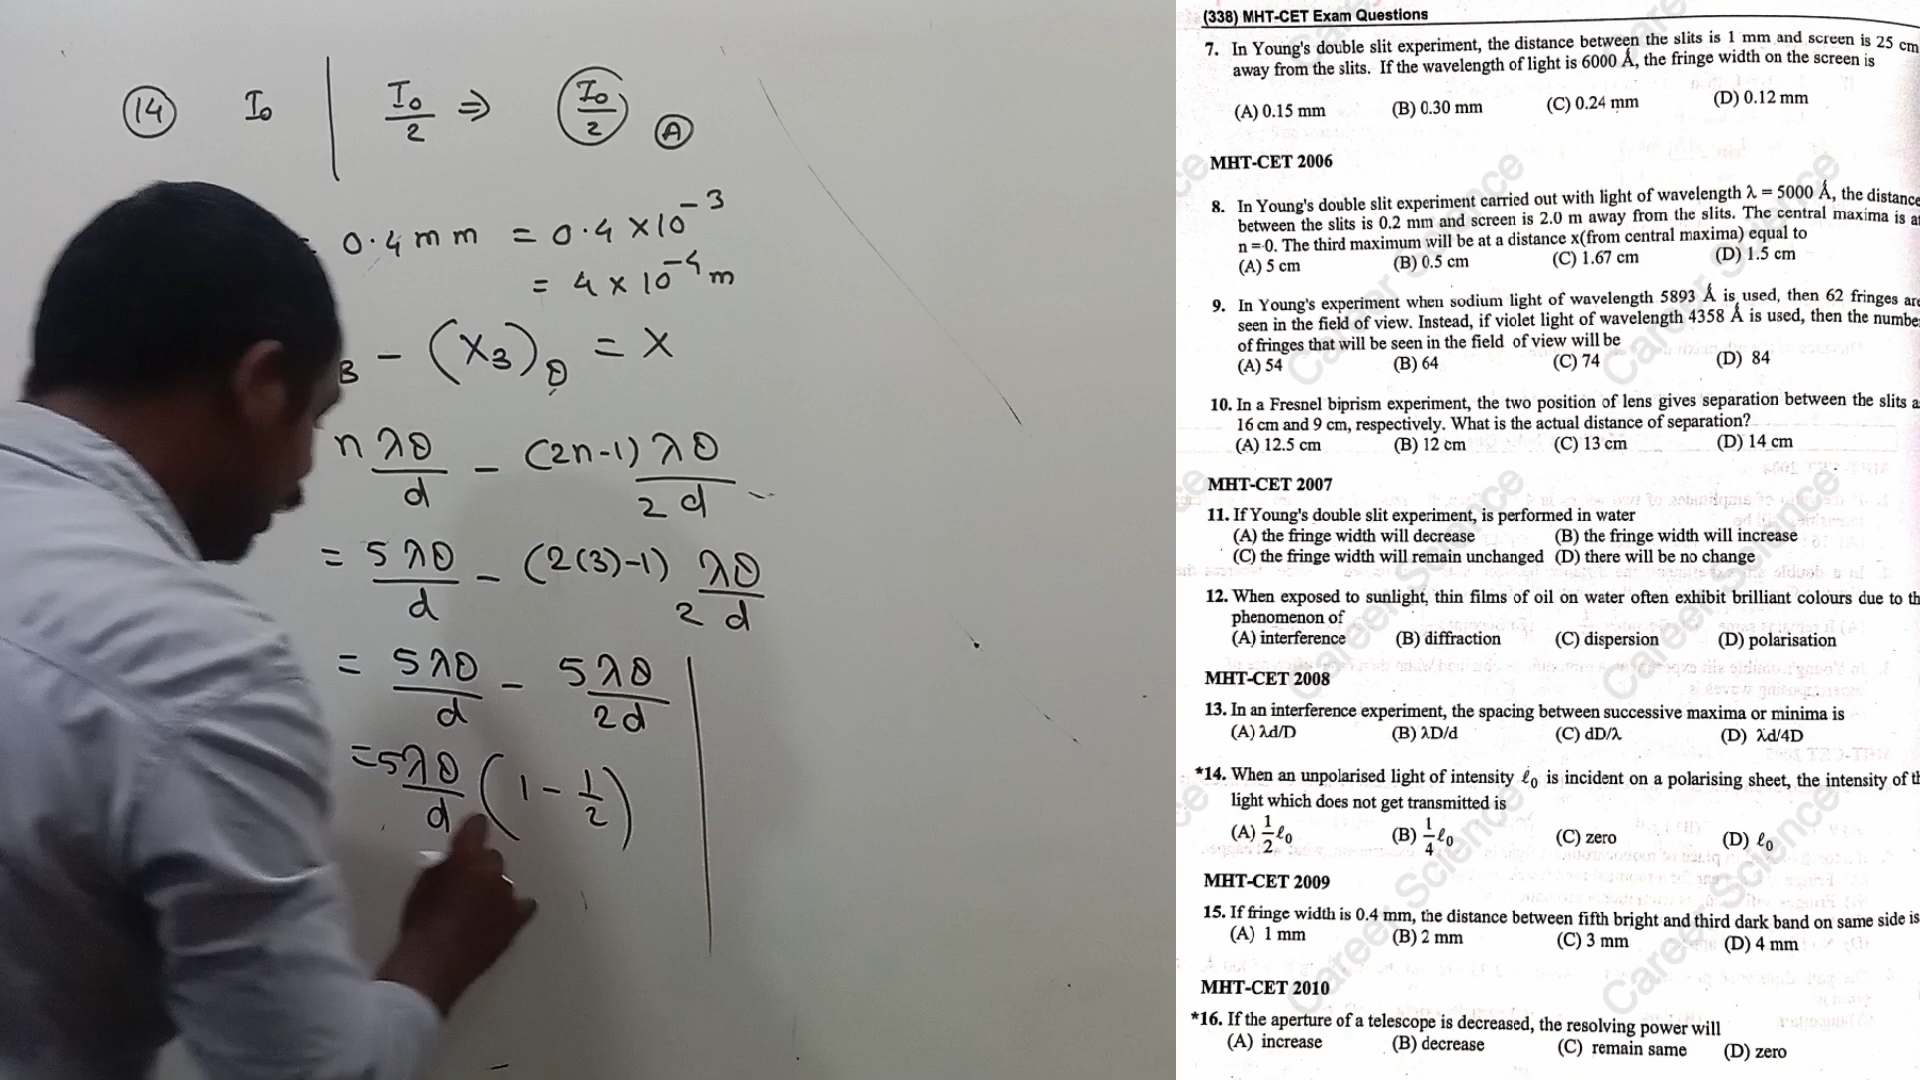 (14) I₀ | I₀/2 ⇒ I₀/2 (A)
0.4 mm = 0.4 × 10⁻³
= 4 × 10⁻⁴ m
B − (X₃)D = X
nλD/d − (2n-1) λD/2d
= 5λD/d − (2(3)-1) λD/2d
= 5λD/d − 5λD/2d
= 5λD/d (1 − 1/2)
(338) MHT-CET Exam Questions
7. In Young's double slit experiment, the distance between the slits is 1 mm and screen is 25 cm
away from the slits. If the wavelength of light is 6000 Å, the fringe width on the screen is
(A) 0.15 mm (B) 0.30 mm (C) 0.24 mm (D) 0.12 mm
MHT-CET 2006
8. In Young's double slit experiment carried out with light of wavelength λ = 5000 Å, the distance
between the slits is 0.2 mm and screen is 2.0 m away from the slits. The central maxima is
n = 0. The third maximum will be at a distance x(from central maxima) equal to
(A) 5 cm (B) 0.5 cm (C) 1.67 cm (D) 1.5 cm
9. In Young's experiment when sodium light of wavelength 5893 Å is used, then 62 fringes
seen in the field of view. Instead, if violet light of wavelength 4358 Å is used, then the
of fringes that will be seen in the field of view will be
(A) 54 (B) 64 (C) 74 (D) 84
10. In a Fresnel biprism experiment, the two position of lens gives separation between the slits
16 cm and 9 cm, respectively. What is the actual distance of separation?
(A) 12.5 cm (B) 12 cm (C) 13 cm (D) 14 cm
MHT-CET 2007
11. If Young's double slit experiment, is performed in water
(A) the fringe width will decrease (B) the fringe width will increase
(C) the fringe width will remain unchanged (D) there will be no change
12. When exposed to sunlight, thin films of oil on water often exhibit brilliant colours due to
phenomenon of
(A) interference (B) diffraction (C) dispersion (D) polarisation
MHT-CET 2008
13. In an interference experiment, the spacing between successive maxima or minima is
(A) λd/D (B) λD/d (C) dD/λ (D) λd/4D
*14. When an unpolarised light of intensity ℓ₀ is incident on a polarising sheet, the intensity of
light which does not get transmitted is
(A) 1/2 ℓ₀ (B) 1/4 ℓ₀ (C) zero (D) ℓ₀
MHT-CET 2009
15. If fringe width is 0.4 mm, the distance between fifth bright and third dark band on same side is
(A) 1 mm (B) 2 mm (C) 3 mm (D) 4 mm
MHT-CET 2010
*16. If the aperture of a telescope is decreased, the resolving power will
(A) increase (B) decrease (C) remain same (D) zero